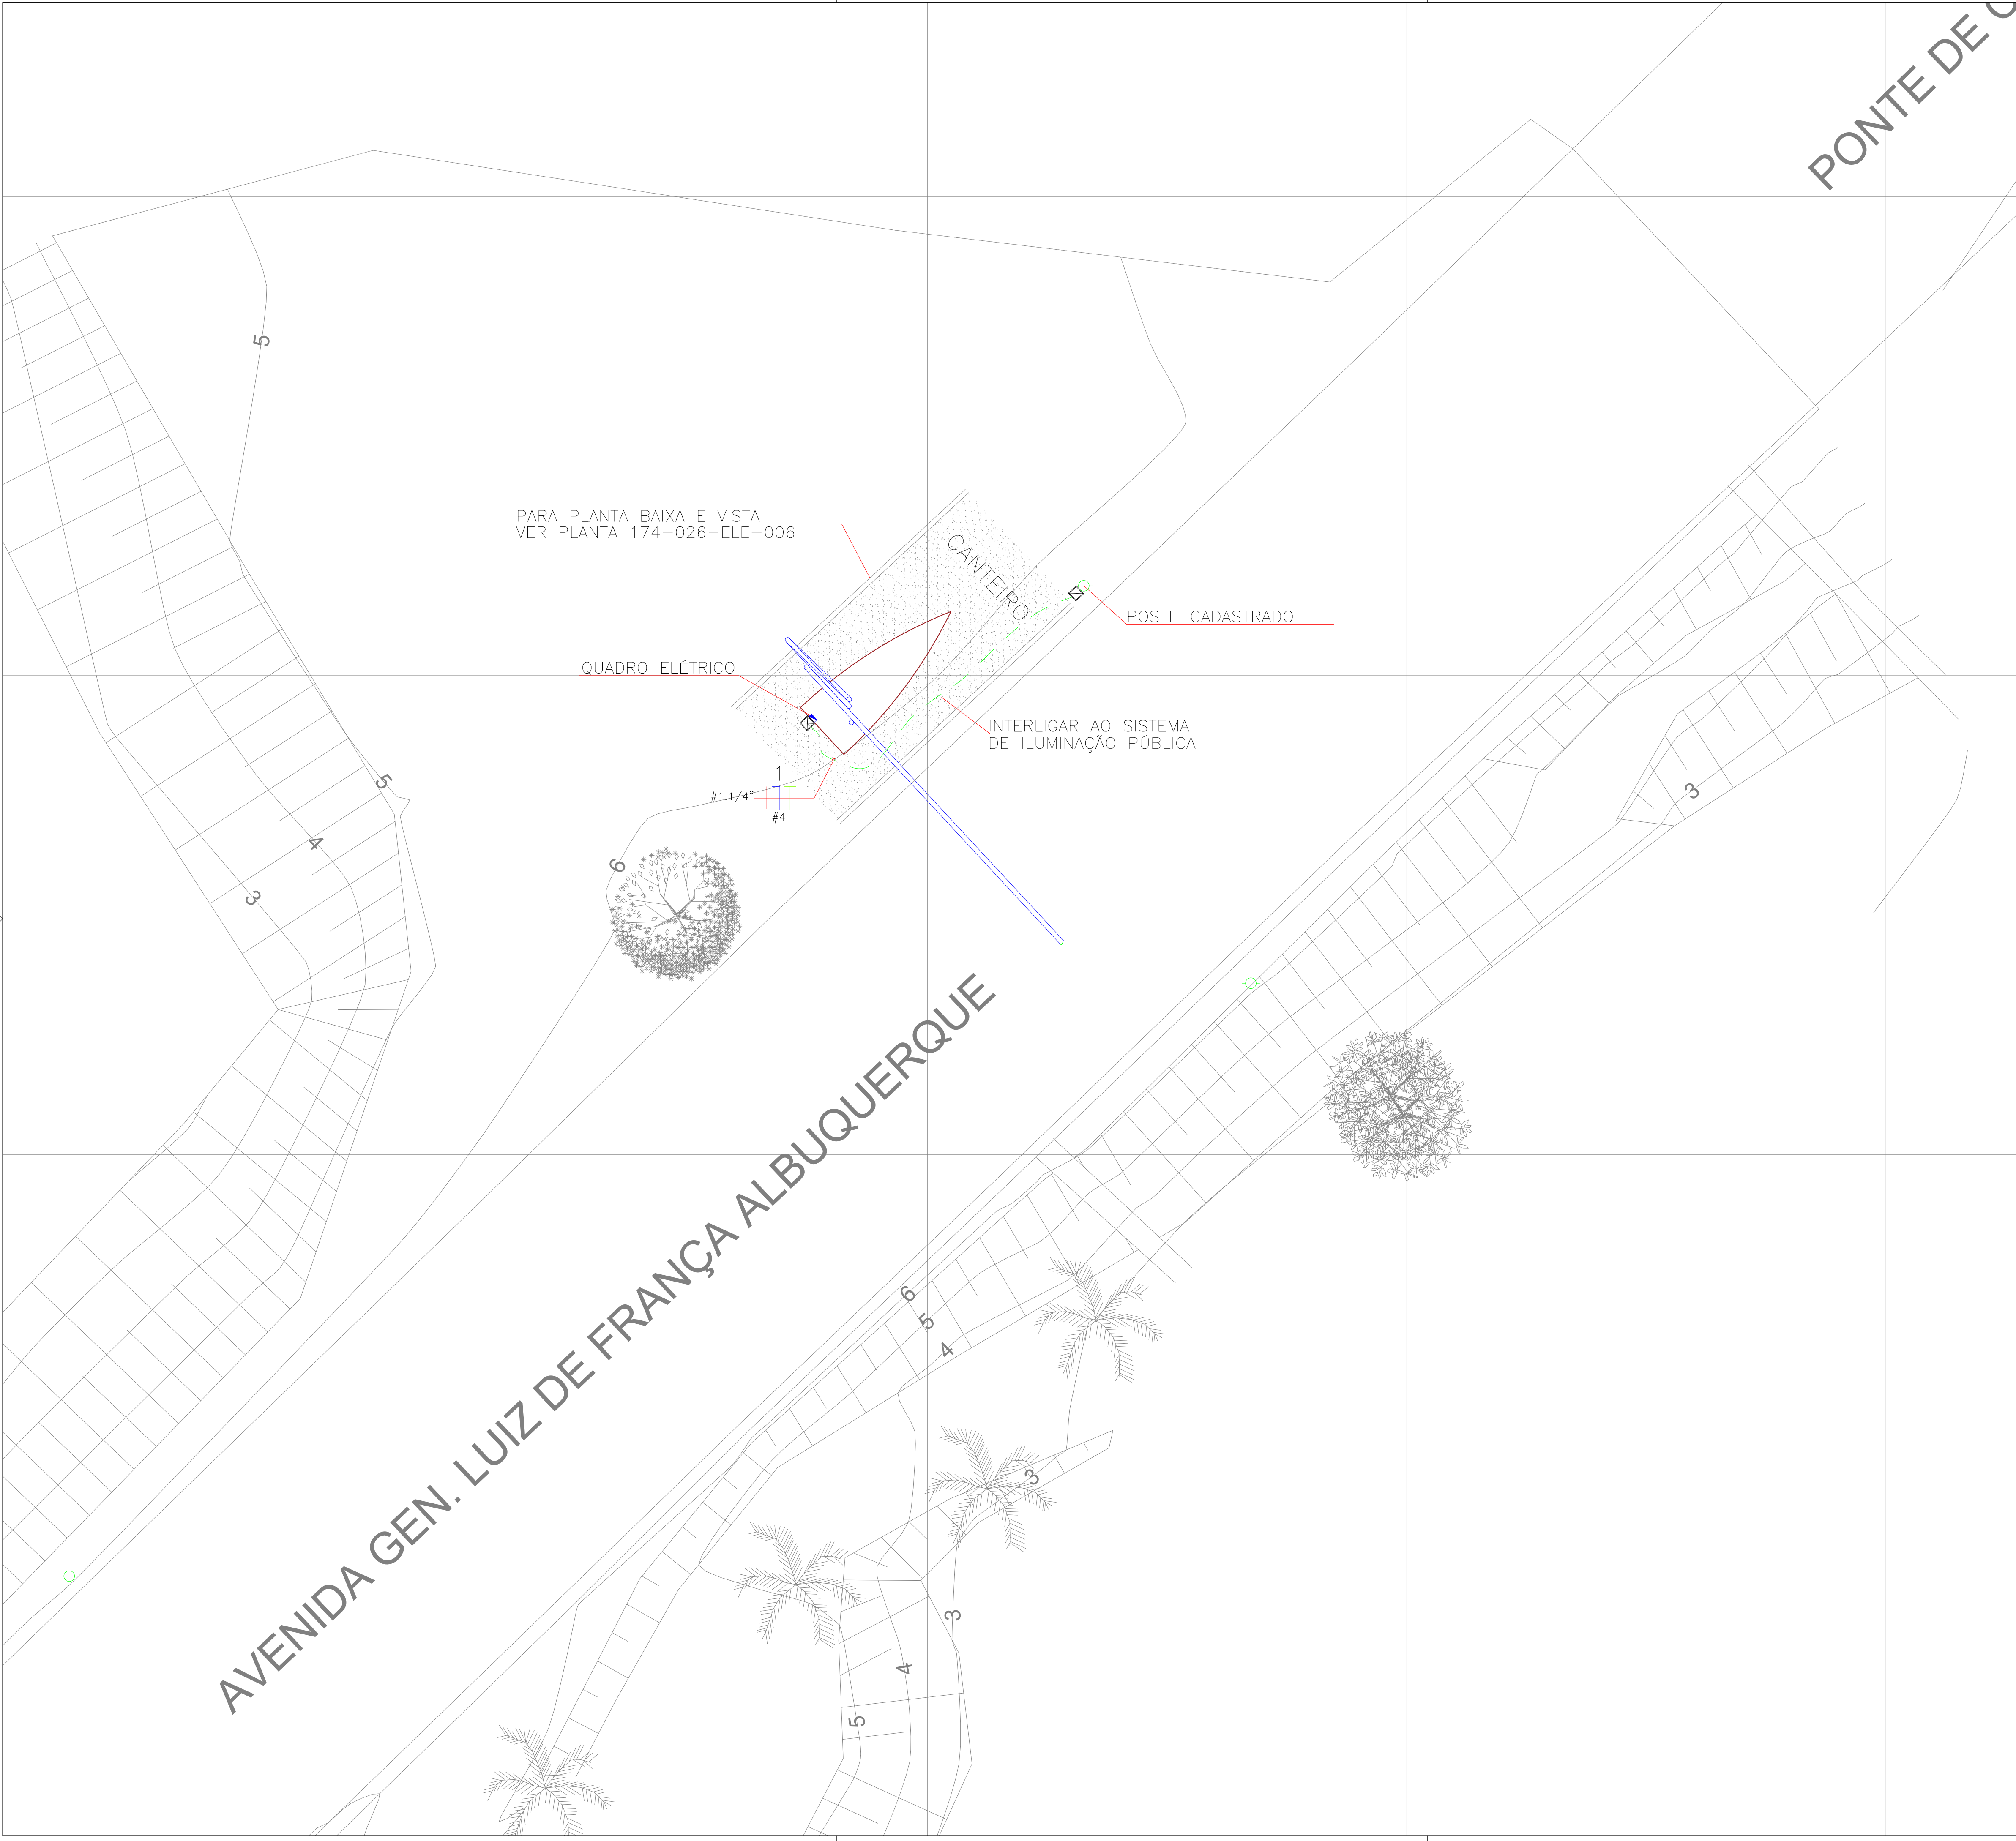 PONTE DE
5
PARA PLANTA BAIXA E VISTA
VER PLANTA 174-026-ELE-006
CANTEIRO
POSTE CADASTRADO
QUADRO ELÉTRICO
INTERLIGAR AO SISTEMA
DE ILUMINAÇÃO PÚBLICA
1
#1.1/4"
#4
5
4
3
6
3
AVENIDA GEN. LUIZ DE FRANÇA ALBUQUERQUE
6
5
4
3
3
4
5